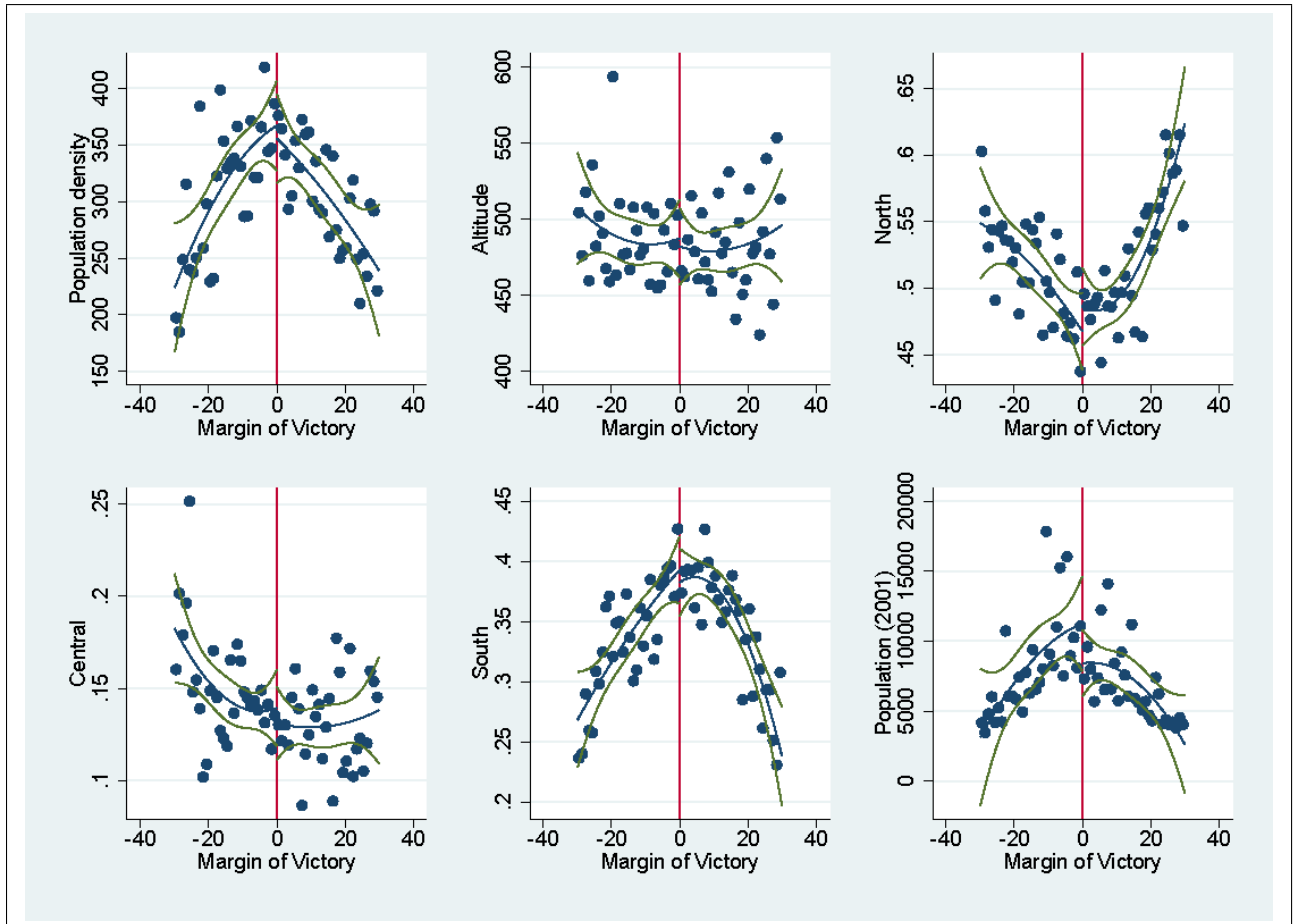 Population density
150 200 250 300 350 400
-40 -20 0 20 40
Margin of Victory
Altitude
400 450 500 550 600
-40 -20 0 20 40
Margin of Victory
North
.45 .5 .55 .6 .65
-40 -20 0 20 40
Margin of Victory
Central
.1 .15 .2 .25
-40 -20 0 20 40
Margin of Victory
South
.2 .25 .3 .35 .4 .45
-40 -20 0 20 40
Margin of Victory
Population (2001)
0 5000 10000 15000 20000
-40 -20 0 20 40
Margin of Victory